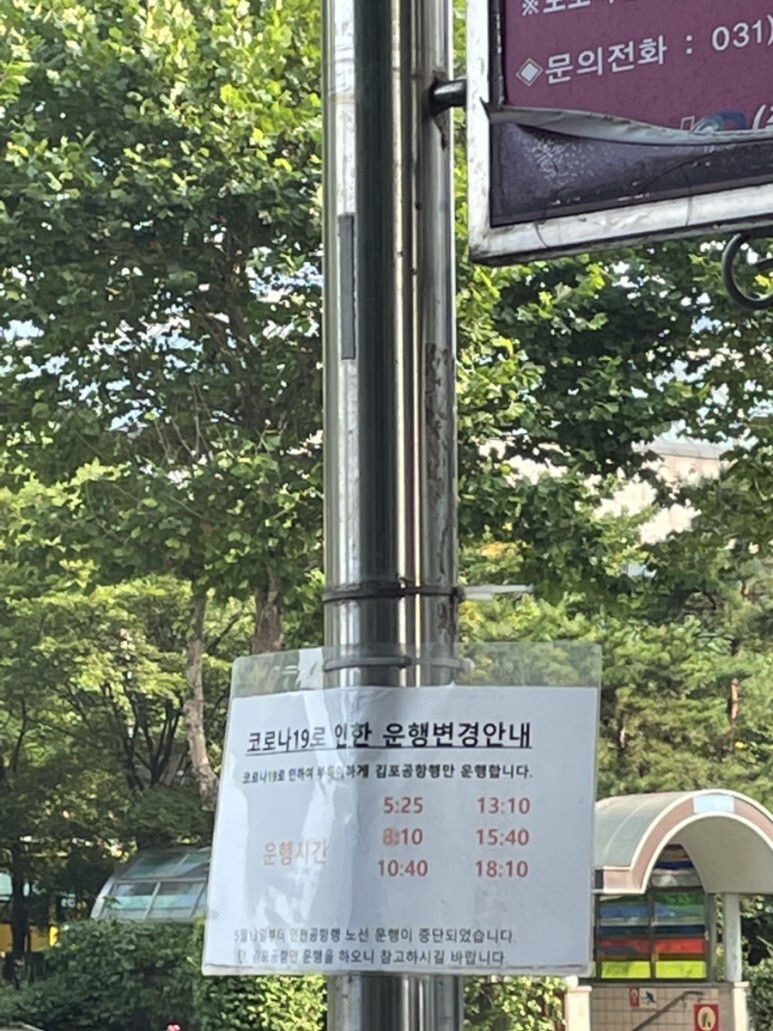 ◈문의전화 : 031)
코로나19로 인한 운행변경안내
코로나19로 인하여 부득이하게 김포공항행만 운행합니다.
5:25 13:10
8:10 15:40
운행시간
10:40 18:10
인천공항행 노선 운행이 중단되었습니다.
김포공항만 운행을 하오니 참고하시길 바랍니다.